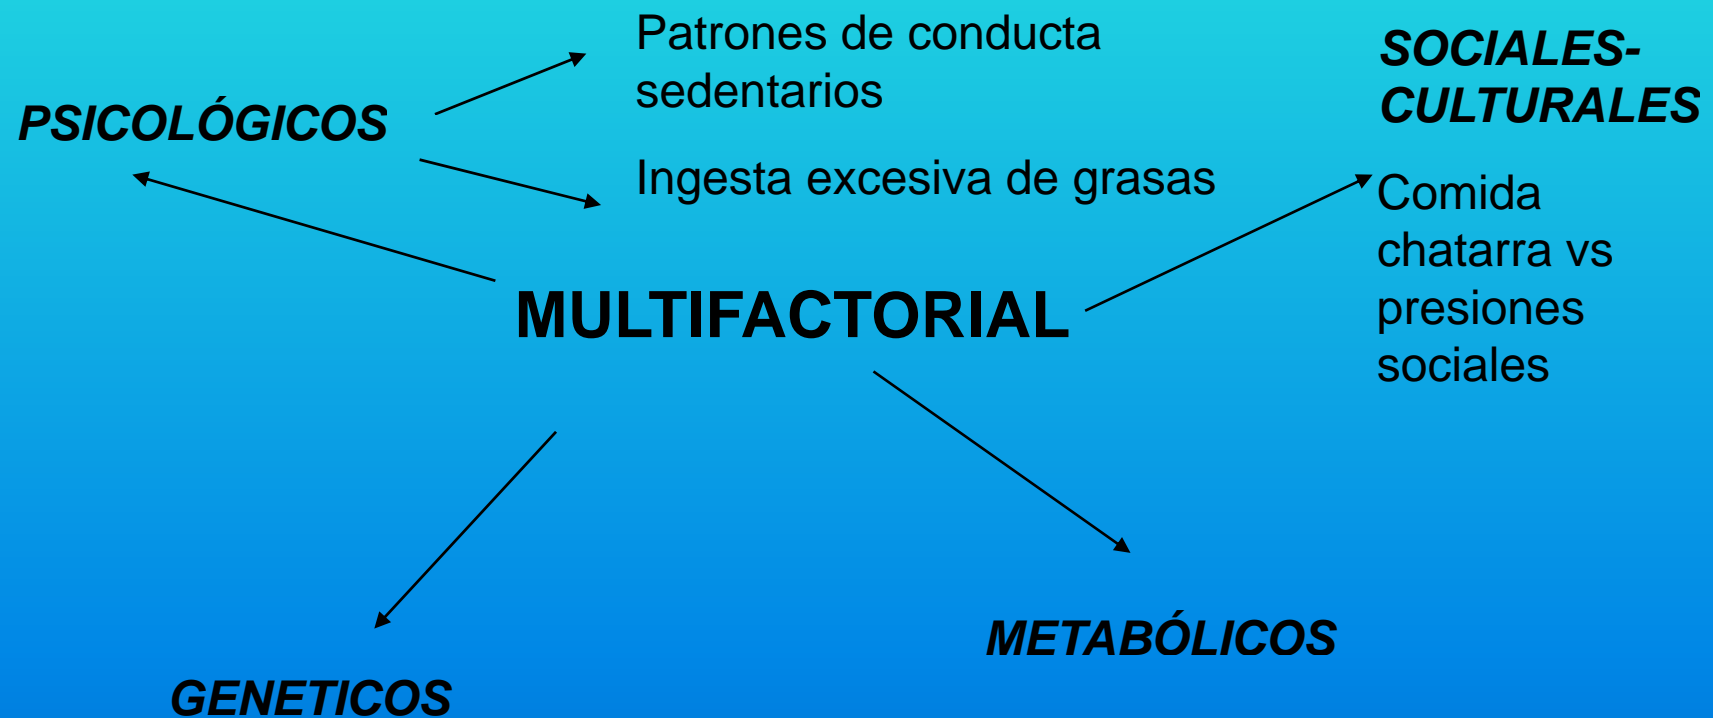 PSICOLÓGICOS
Patrones de conducta
sedentarios
Ingesta excesiva de grasas
SOCIALES-
CULTURALES
Comida
chatarra vs
presiones
sociales
MULTIFACTORIAL
METABÓLICOS
GENETICOS